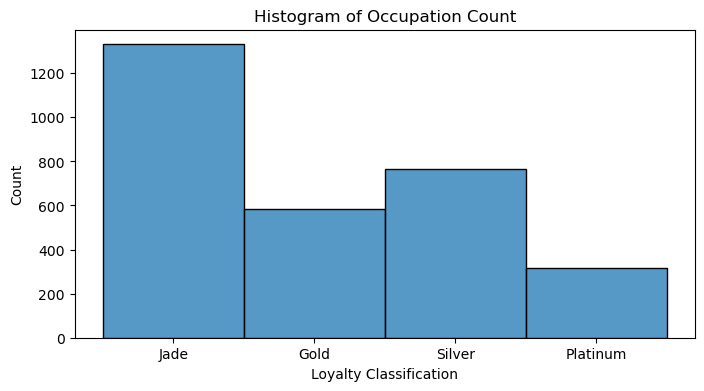 Histogram of Occupation Count
Count
1200
1000
800
600
400
200
0
Jade Gold Silver Platinum
Loyalty Classification